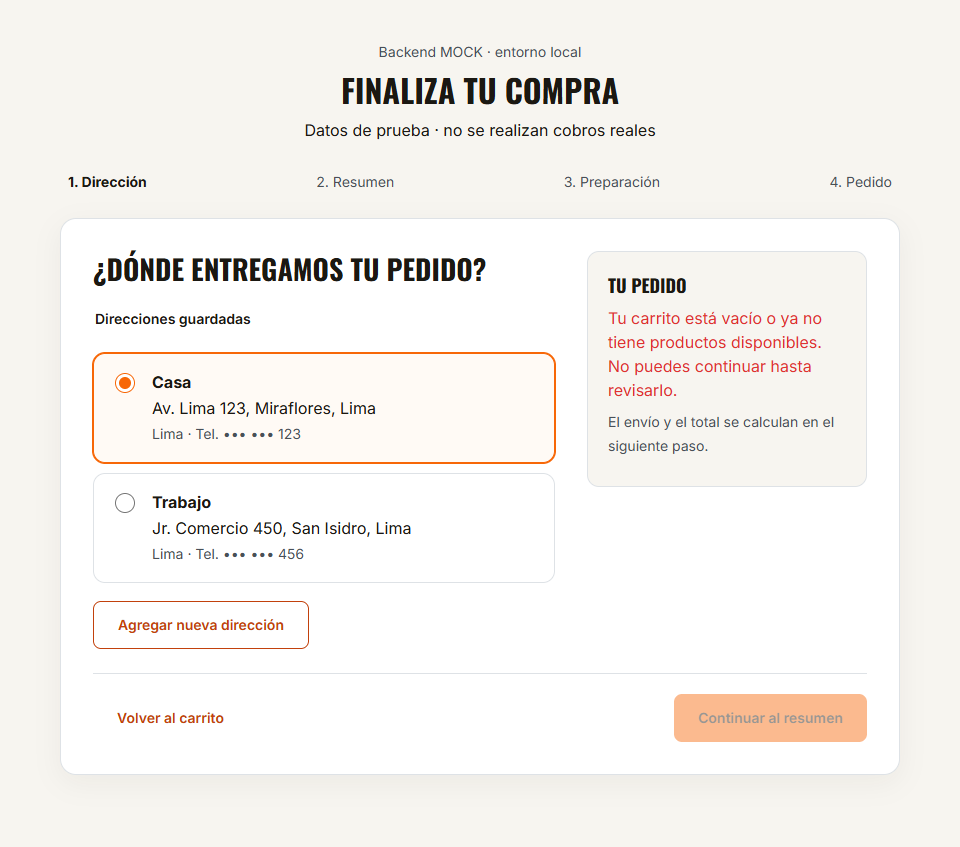 Backend MOCK · entorno local
FINALIZA TU COMPRA
Datos de prueba · no se realizan cobros reales
1. Dirección
2. Resumen
3. Preparación
4. Pedido
¿DÓNDE ENTREGAMOS TU PEDIDO?
Direcciones guardadas
Casa
Av. Lima 123, Miraflores, Lima
Lima · Tel. ••• ••• 123
Trabajo
Jr. Comercio 450, San Isidro, Lima
Lima · Tel. ••• ••• 456
Agregar nueva dirección
TU PEDIDO
Tu carrito está vacío o ya no
tiene productos disponibles.
No puedes continuar hasta
revisarlo.
El envío y el total se calculan en el
siguiente paso.
Volver al carrito
Continuar al resumen